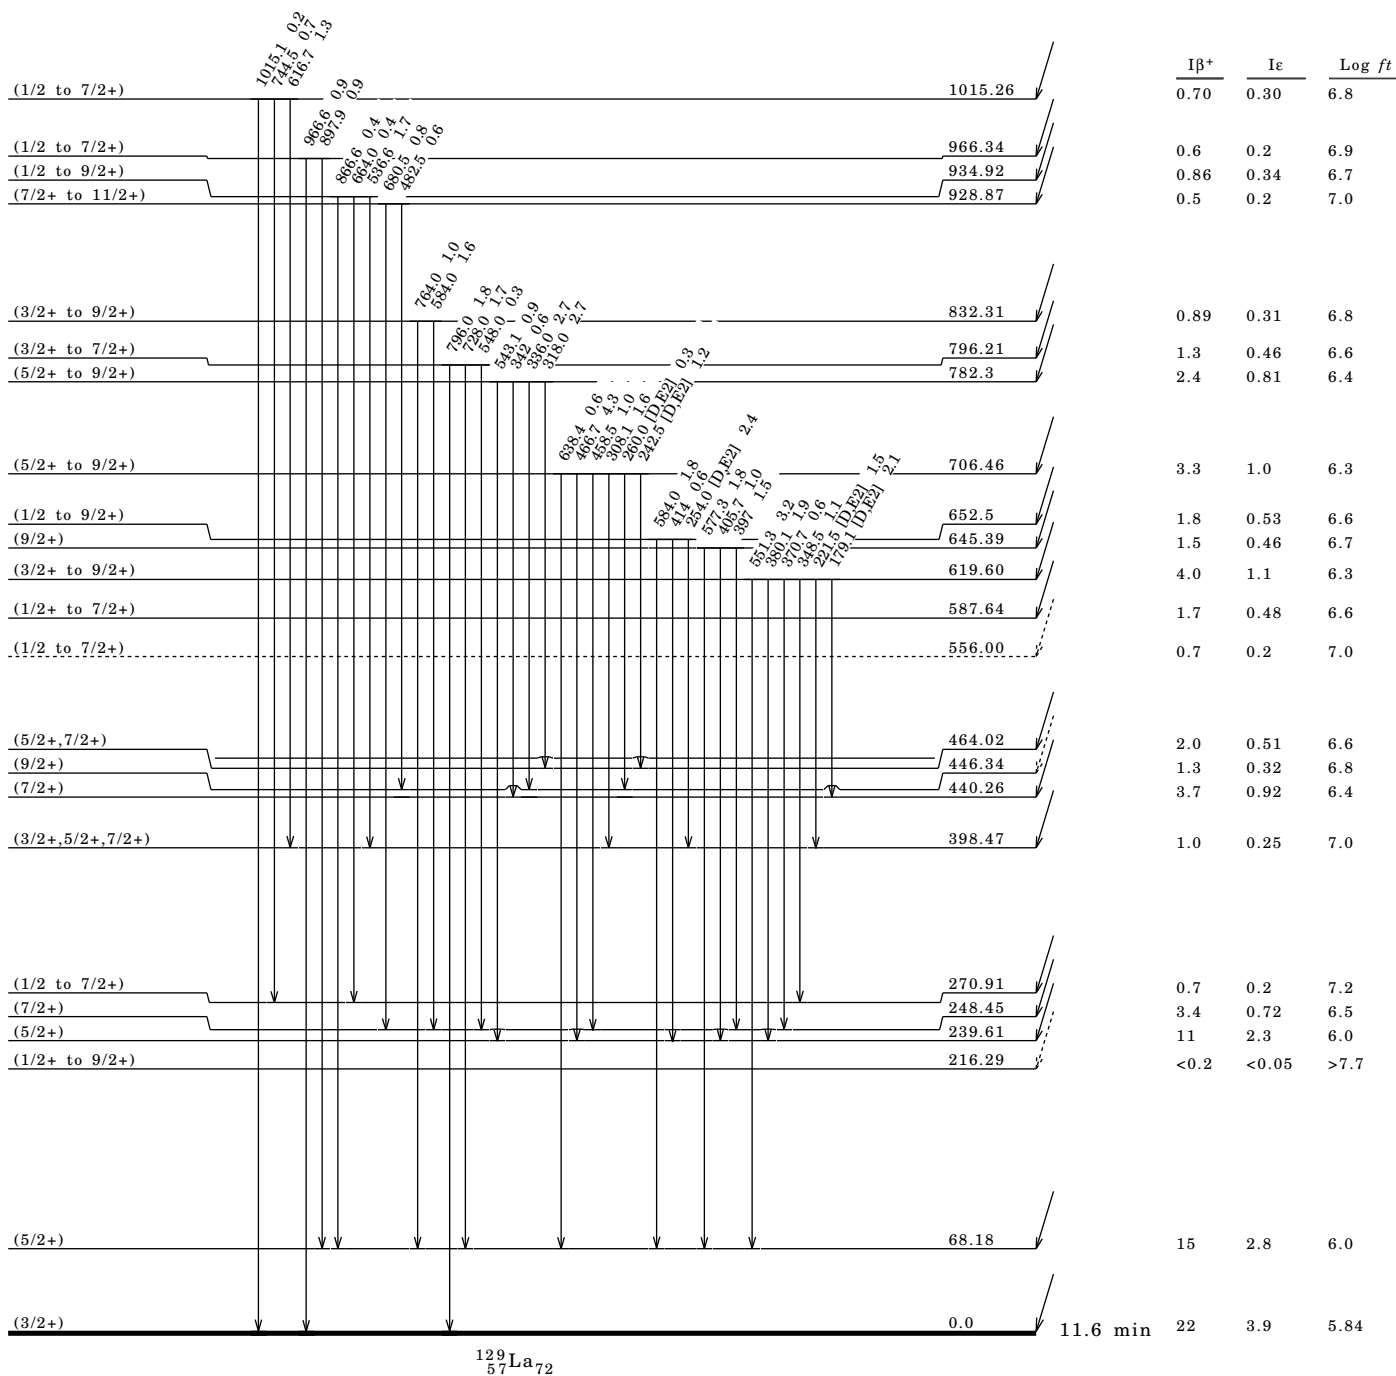 1015.1 0.2
744.5 0.7
616.7 1.3
Iβ⁺ Iε Log ft
(1/2 to 7/2+) 1015.26 0.70 0.30 6.8
966.6 0.9
897.9 0.9
(1/2 to 7/2+) 966.34 0.6 0.2 6.9
866.6 0.4
664.0 0.4
536.6 1.7
(1/2 to 9/2+) 934.92 0.86 0.34 6.7
680.5 0.8
482.5 0.6
(7/2+ to 11/2+) 928.87 0.5 0.2 7.0
764.0 1.0
584.0 1.6
(3/2+ to 9/2+) 832.31 0.89 0.31 6.8
796.0 1.8
728.0 1.7
548.0 0.3
(3/2+ to 7/2+) 796.21 1.3 0.46 6.6
543.1 0.9
342 0.6
336.0 2.7
318.0 2.7
(5/2+ to 9/2+) 782.3 2.4 0.81 6.4
638.4 0.6
466.7 4.3
458.5 1.0
308.1 1.6
260.0 [D,E2] 0.3
242.5 [D,E2] 1.2
(5/2+ to 9/2+) 706.46 3.3 1.0 6.3
584.0 1.8
414 0.6
254.0 [D,E2] 2.4
(1/2 to 9/2+) 652.5 1.8 0.53 6.6
577.3 1.8
405.7 1.0
397 1.5
(9/2+) 645.39 1.5 0.46 6.7
551.3 3.2
380.1 1.9
370.7 0.6
348.5 1.1
221.5 [D,E2] 1.5
179.1 [D,E2] 2.1
(3/2+ to 9/2+) 619.60 4.0 1.1 6.3
(1/2+ to 7/2+) 587.64 1.7 0.48 6.6
(1/2 to 7/2+) 556.00 0.7 0.2 7.0
(5/2+,7/2+) 464.02 2.0 0.51 6.6
(9/2+) 446.34 1.3 0.32 6.8
(7/2+) 440.26 3.7 0.92 6.4
(3/2+,5/2+,7/2+) 398.47 1.0 0.25 7.0
(1/2 to 7/2+) 270.91 0.7 0.2 7.2
(7/2+) 248.45 3.4 0.72 6.5
(5/2+) 239.61 11 2.3 6.0
(1/2+ to 9/2+) 216.29 <0.2 <0.05 >7.7
(5/2+) 68.18 15 2.8 6.0
(3/2+) 0.0 11.6 min 22 3.9 5.84
¹²⁹₅₇La₇₂